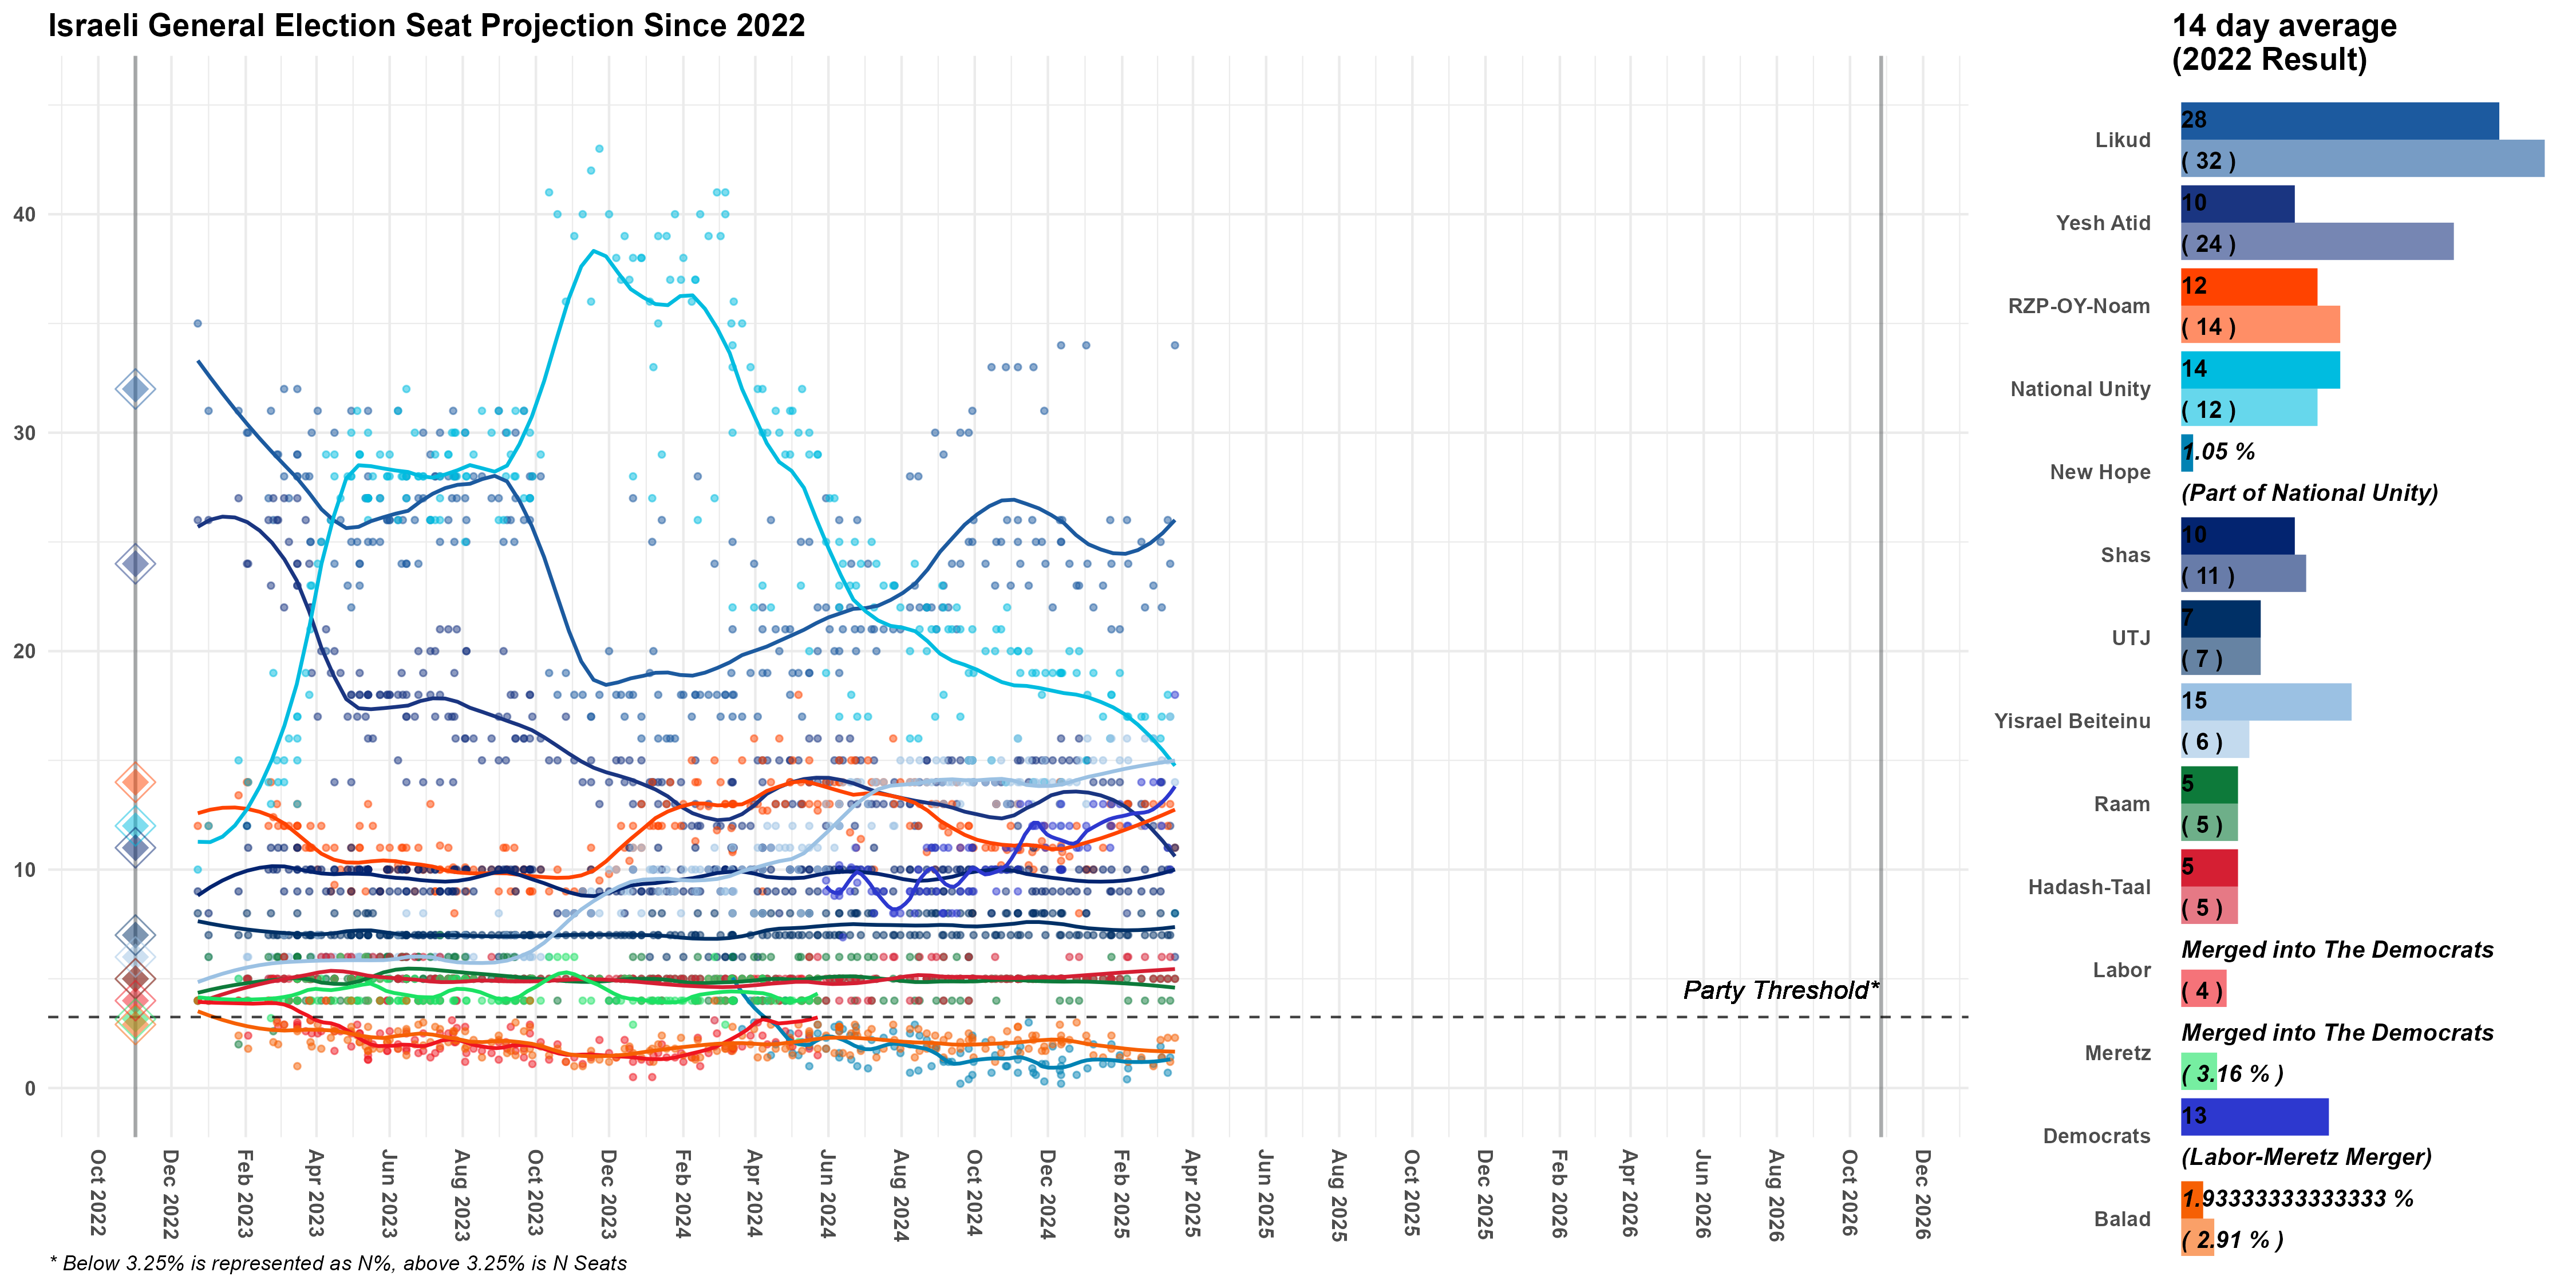 Israeli General Election Seat Projection Since 2022
14 day average
(2022 Result)
40
30
20
10
0
Party Threshold*
Oct 2022
Dec 2022
Feb 2023
Apr 2023
Jun 2023
Aug 2023
Oct 2023
Dec 2023
Feb 2024
Apr 2024
Jun 2024
Aug 2024
Oct 2024
Dec 2024
Feb 2025
Apr 2025
Jun 2025
Aug 2025
Oct 2025
Dec 2025
Feb 2026
Apr 2026
Jun 2026
Aug 2026
Oct 2026
Dec 2026
* Below 3.25% is represented as N%, above 3.25% is N Seats
Likud
28
( 32 )
Yesh Atid
10
( 24 )
RZP-OY-Noam
12
( 14 )
National Unity
14
( 12 )
New Hope
1.05 %
(Part of National Unity)
Shas
10
( 11 )
UTJ
7
( 7 )
Yisrael Beiteinu
15
( 6 )
Raam
5
( 5 )
Hadash-Taal
5
( 5 )
Labor
Merged into The Democrats
( 4 )
Meretz
Merged into The Democrats
( 3.16 % )
Democrats
13
(Labor-Meretz Merger)
Balad
1.93333333333333 %
( 2.91 % )